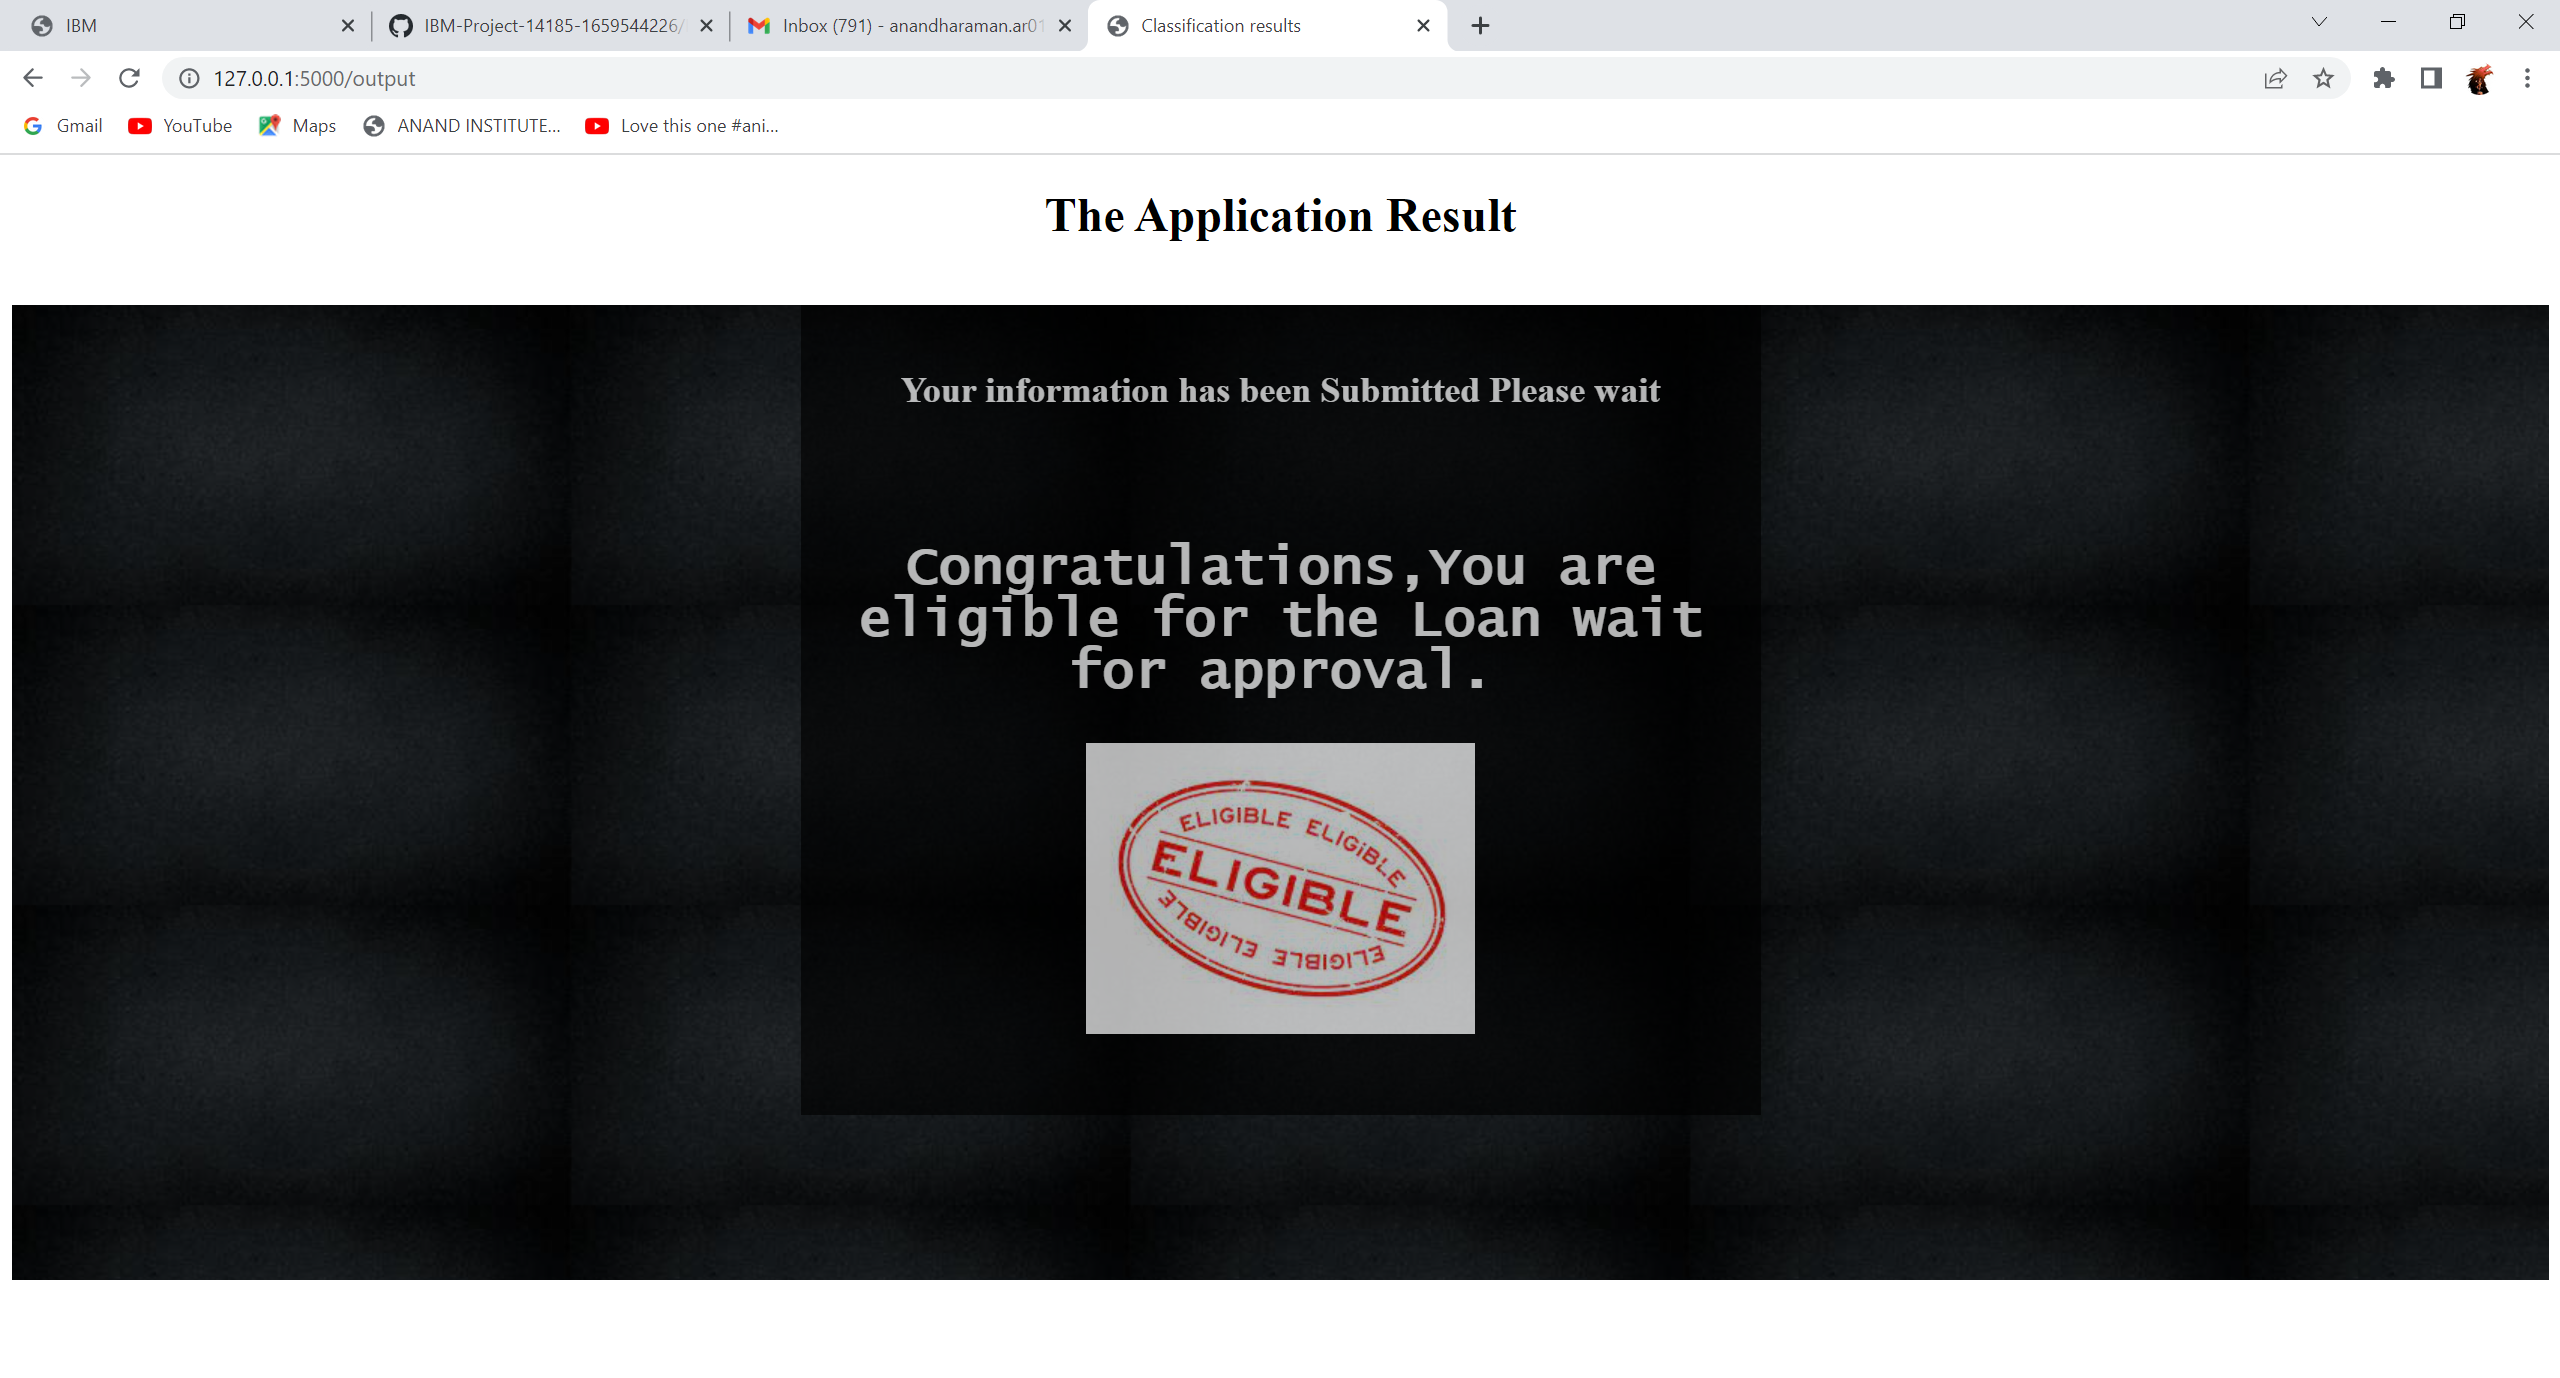 IBM
IBM-Project-14185-1659544226/
Inbox (791) - anandharaman.ar01
Classification results
127.0.0.1:5000/output
Gmail
YouTube
Maps
ANAND INSTITUTE...
Love this one #ani...
The Application Result
Your information has been Submitted Please wait
Congratulations,You are
eligible for the Loan wait
for approval.
ELIGIBLE ELIGiBLE
ELIGIBLE
ELIGIBLE ELIGIBLE